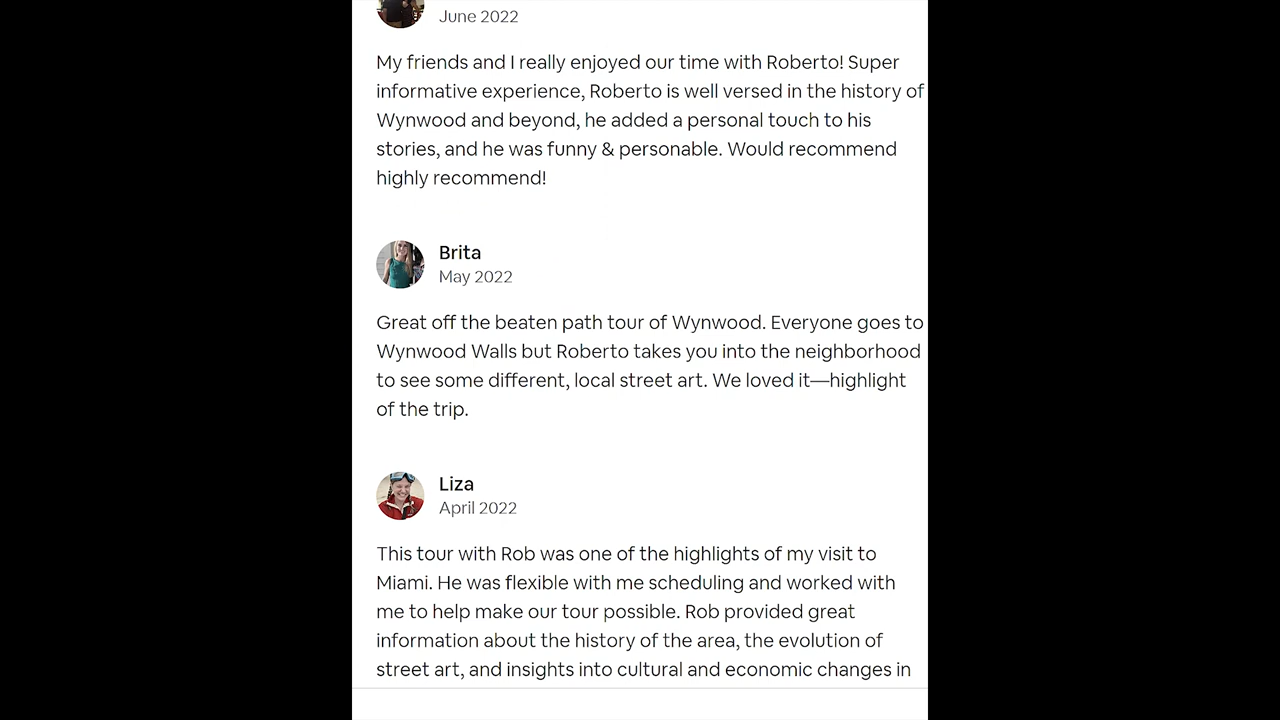 June 2022
My friends and I really enjoyed our time with Roberto! Super
informative experience, Roberto is well versed in the history of
Wynwood and beyond, he added a personal touch to his
stories, and he was funny & personable. Would recommend
highly recommend!
Brita
May 2022
Great off the beaten path tour of Wynwood. Everyone goes to
Wynwood Walls but Roberto takes you into the neighborhood
to see some different, local street art. We loved it—highlight
of the trip.
Liza
April 2022
This tour with Rob was one of the highlights of my visit to
Miami. He was flexible with me scheduling and worked with
me to help make our tour possible. Rob provided great
information about the history of the area, the evolution of
street art, and insights into cultural and economic changes in